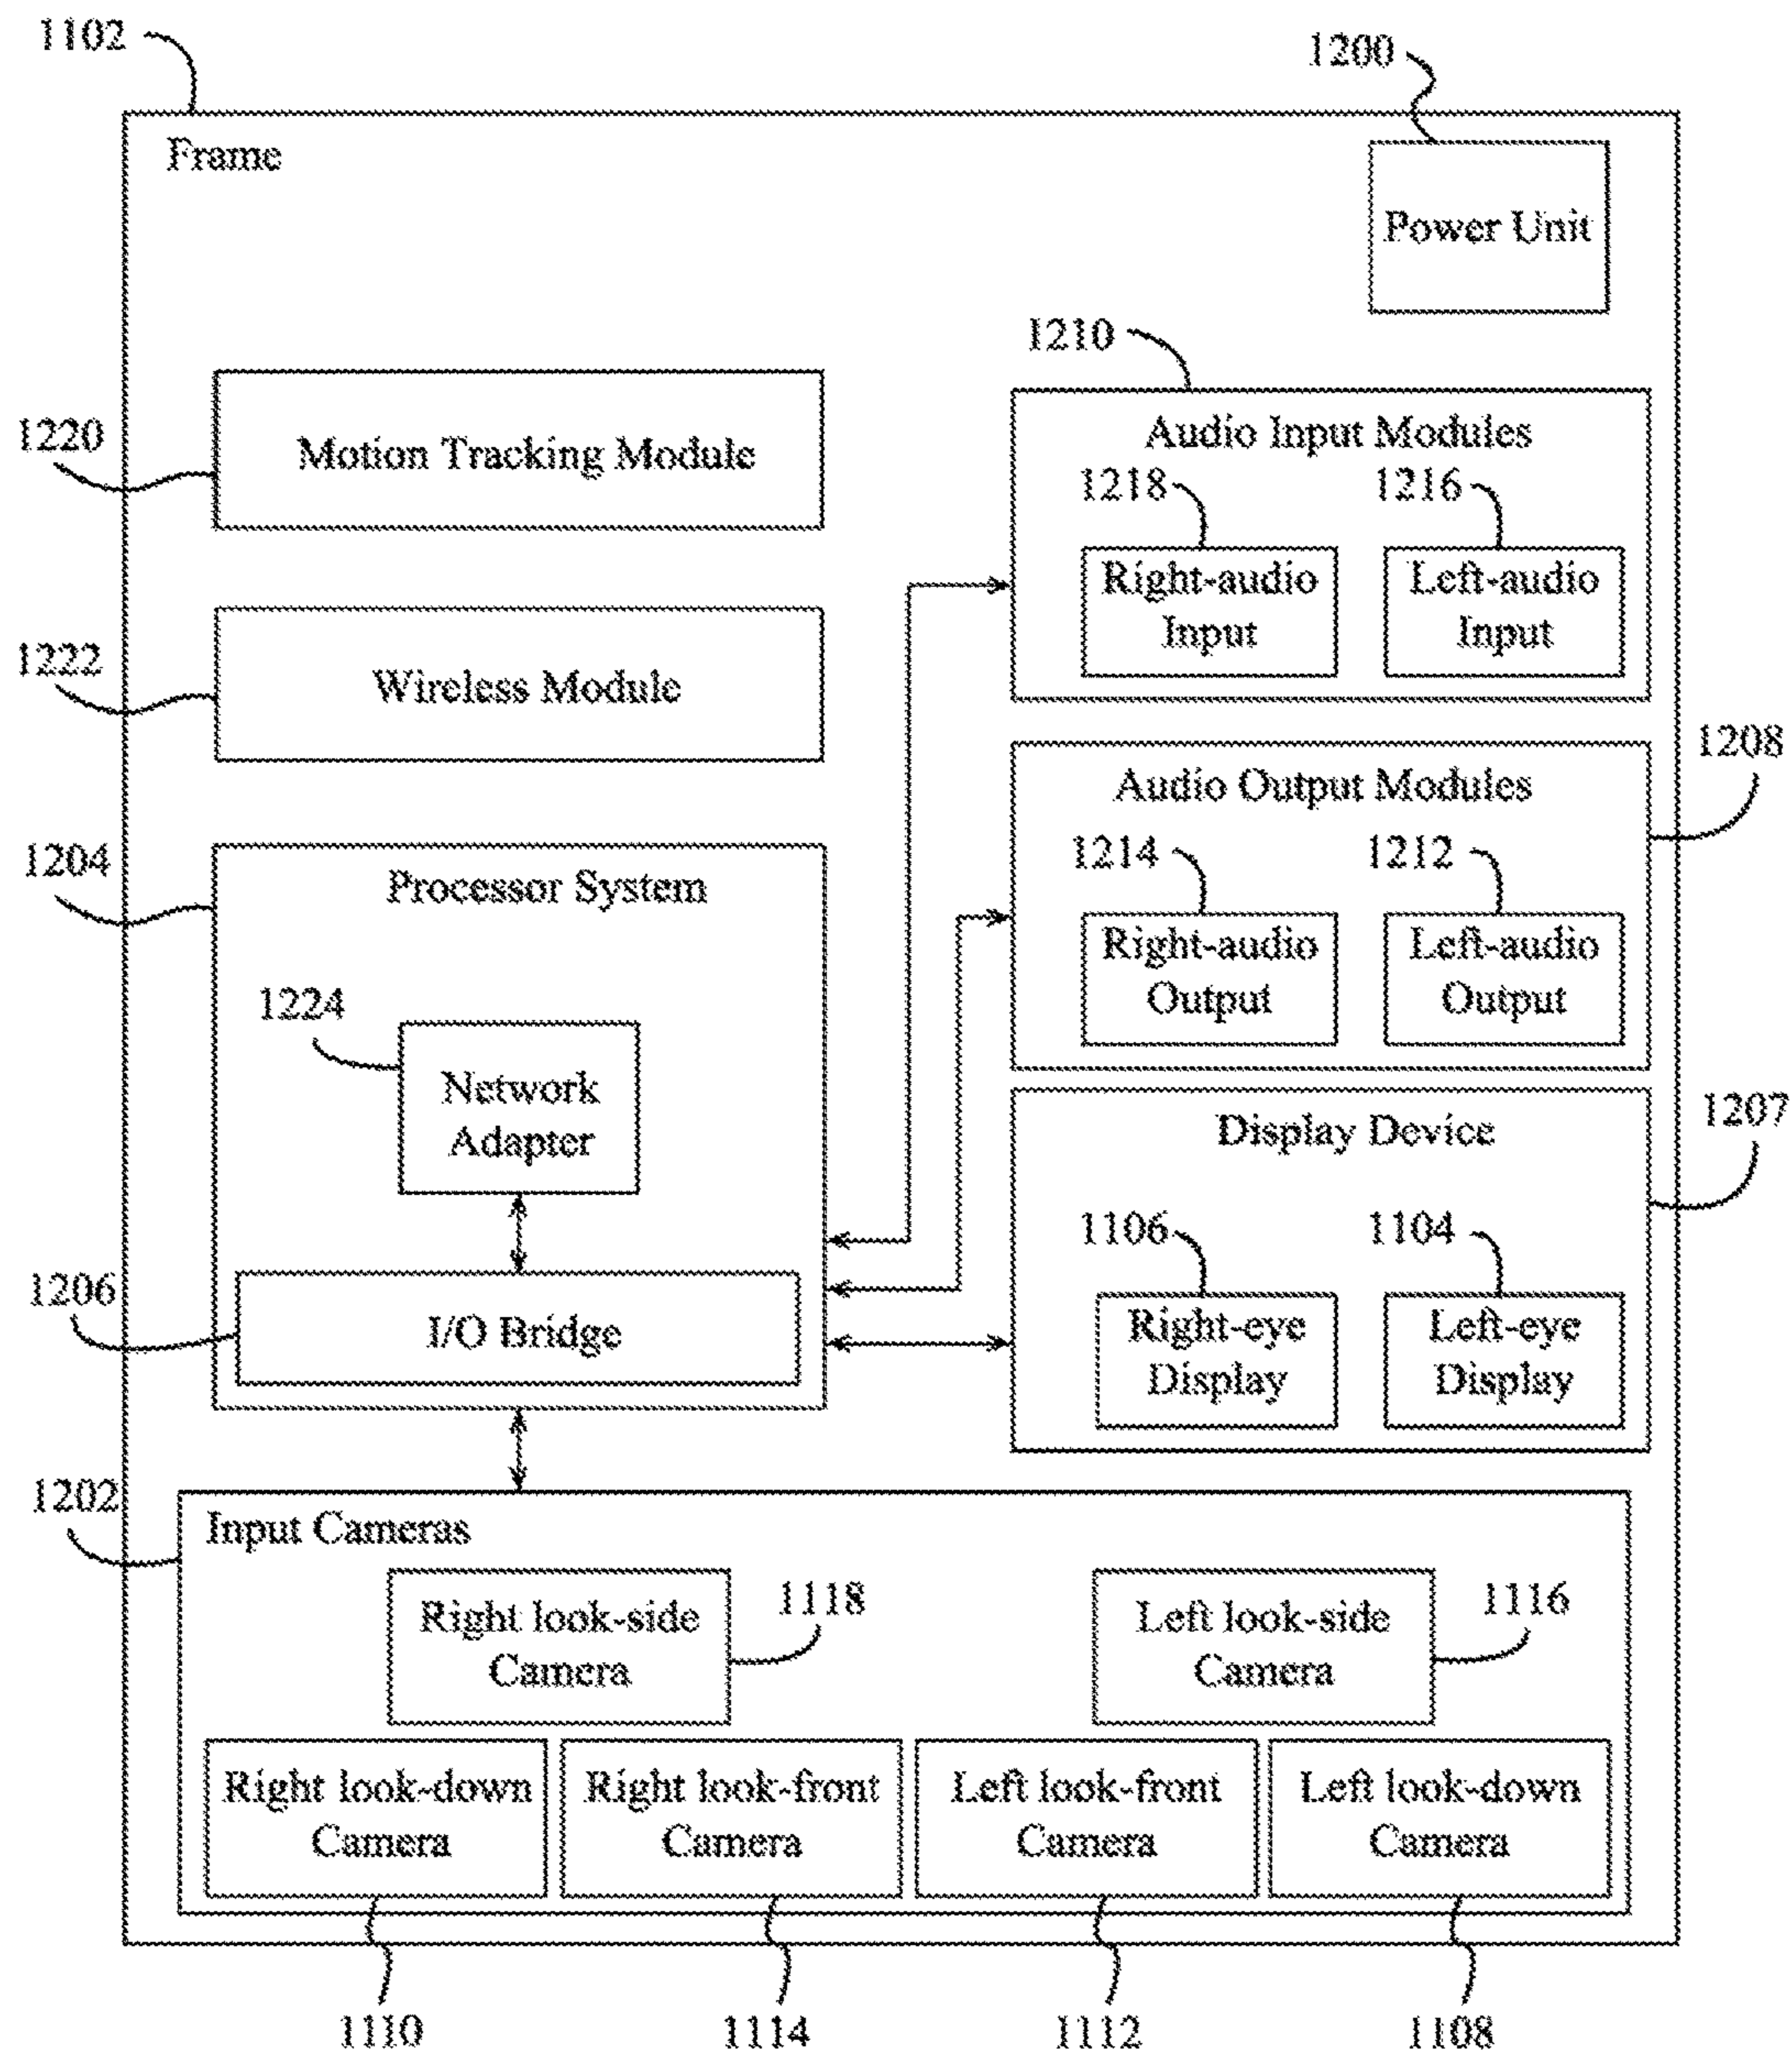 1102
1200
Frame
Power Unit
1210
1220
Motion Tracking Module
Audio Input Modules
1218
1216
Right-audio
Input
Left-audio
Input
1222
Wireless Module
1208
Audio Output Modules
1214
1212
Right-audio
Output
Left-audio
Output
1204
Processor System
1224
Network
Adapter
1207
Display Device
1106
1104
Right-eye
Display
Left-eye
Display
1206
I/O Bridge
1202
Input Cameras
Right look-side
Camera
1118
Left look-side
Camera
1116
Right look-down
Camera
Right look-front
Camera
Left look-front
Camera
Left look-down
Camera
1110
1114
1112
1108